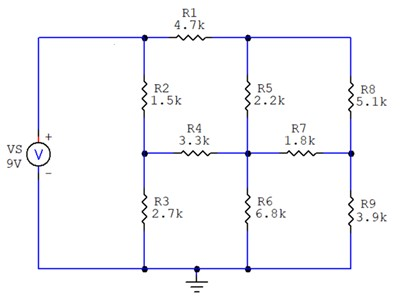 R1
4.7k
R2
1.5k
R5
2.2k
R8
5.1k
R4
3.3k
R7
1.8k
VS
9V
+
V
−
R3
2.7k
R6
6.8k
R9
3.9k